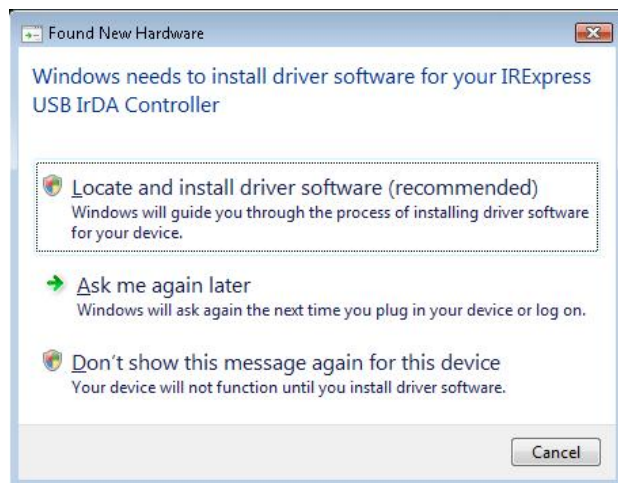 Found New Hardware
Windows needs to install driver software for your IRExpress
USB IrDA Controller
Locate and install driver software (recommended)
Windows will guide you through the process of installing driver software
for your device.
Ask me again later
Windows will ask again the next time you plug in your device or log on.
Don't show this message again for this device
Your device will not function until you install driver software.
Cancel